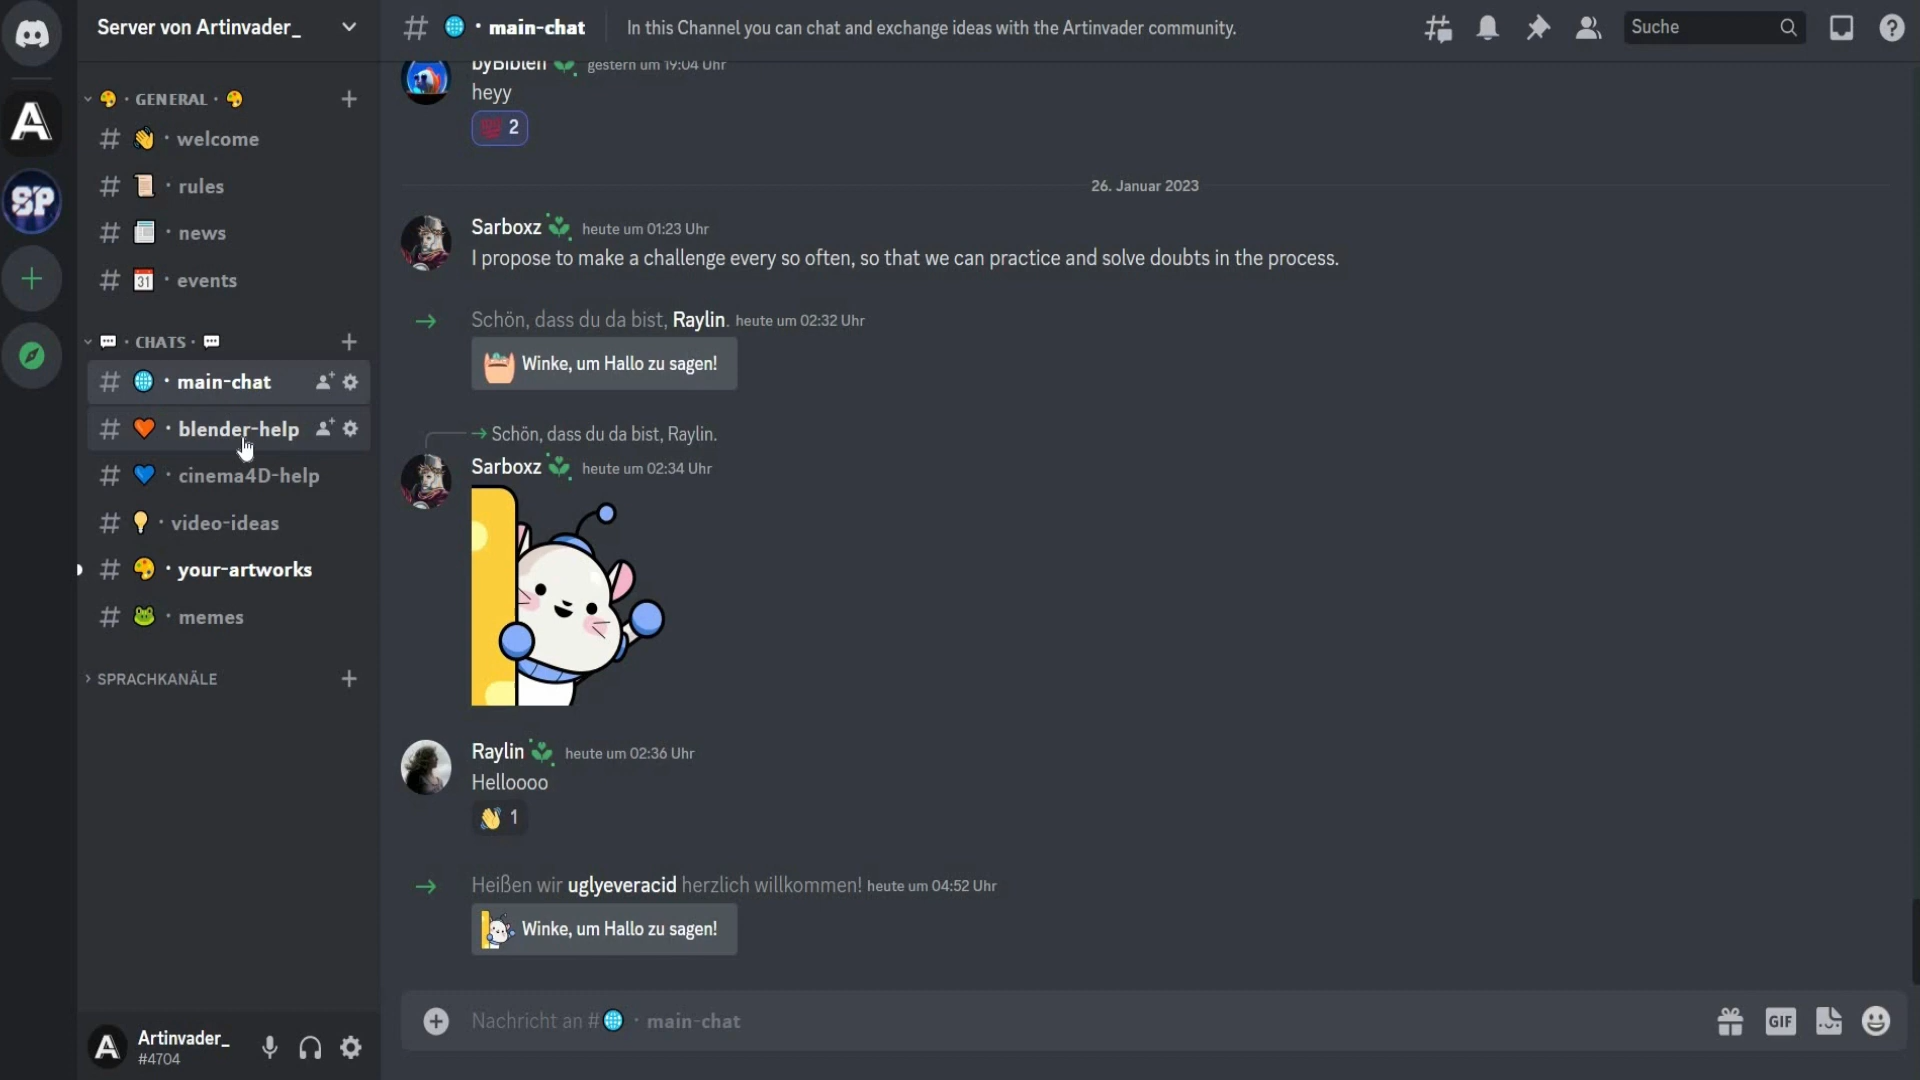 Server von Artinvader_
· GENERAL ·
· welcome
· rules
· news
· events
· CHATS ·
· main-chat
· blender-help
· cinema4D-help
· video-ideas
· your-artworks
· memes
SPRACHKANÄLE
Artinvader_
#4704
· main-chat
In this Channel you can chat and exchange ideas with the Artinvader community.
Suche
byBiblen gestern um 19:04 Uhr
heyy
2
26. Januar 2023
Sarboxz heute um 01:23 Uhr
I propose to make a challenge every so often, so that we can practice and solve doubts in the process.
Schön, dass du da bist, Raylin. heute um 02:32 Uhr
Winke, um Hallo zu sagen!
Schön, dass du da bist, Raylin.
Sarboxz heute um 02:34 Uhr
Raylin heute um 02:36 Uhr
Helloooo
1
Heißen wir uglyeveracid herzlich willkommen! heute um 04:52 Uhr
Winke, um Hallo zu sagen!
Nachricht an # · main-chat
GIF